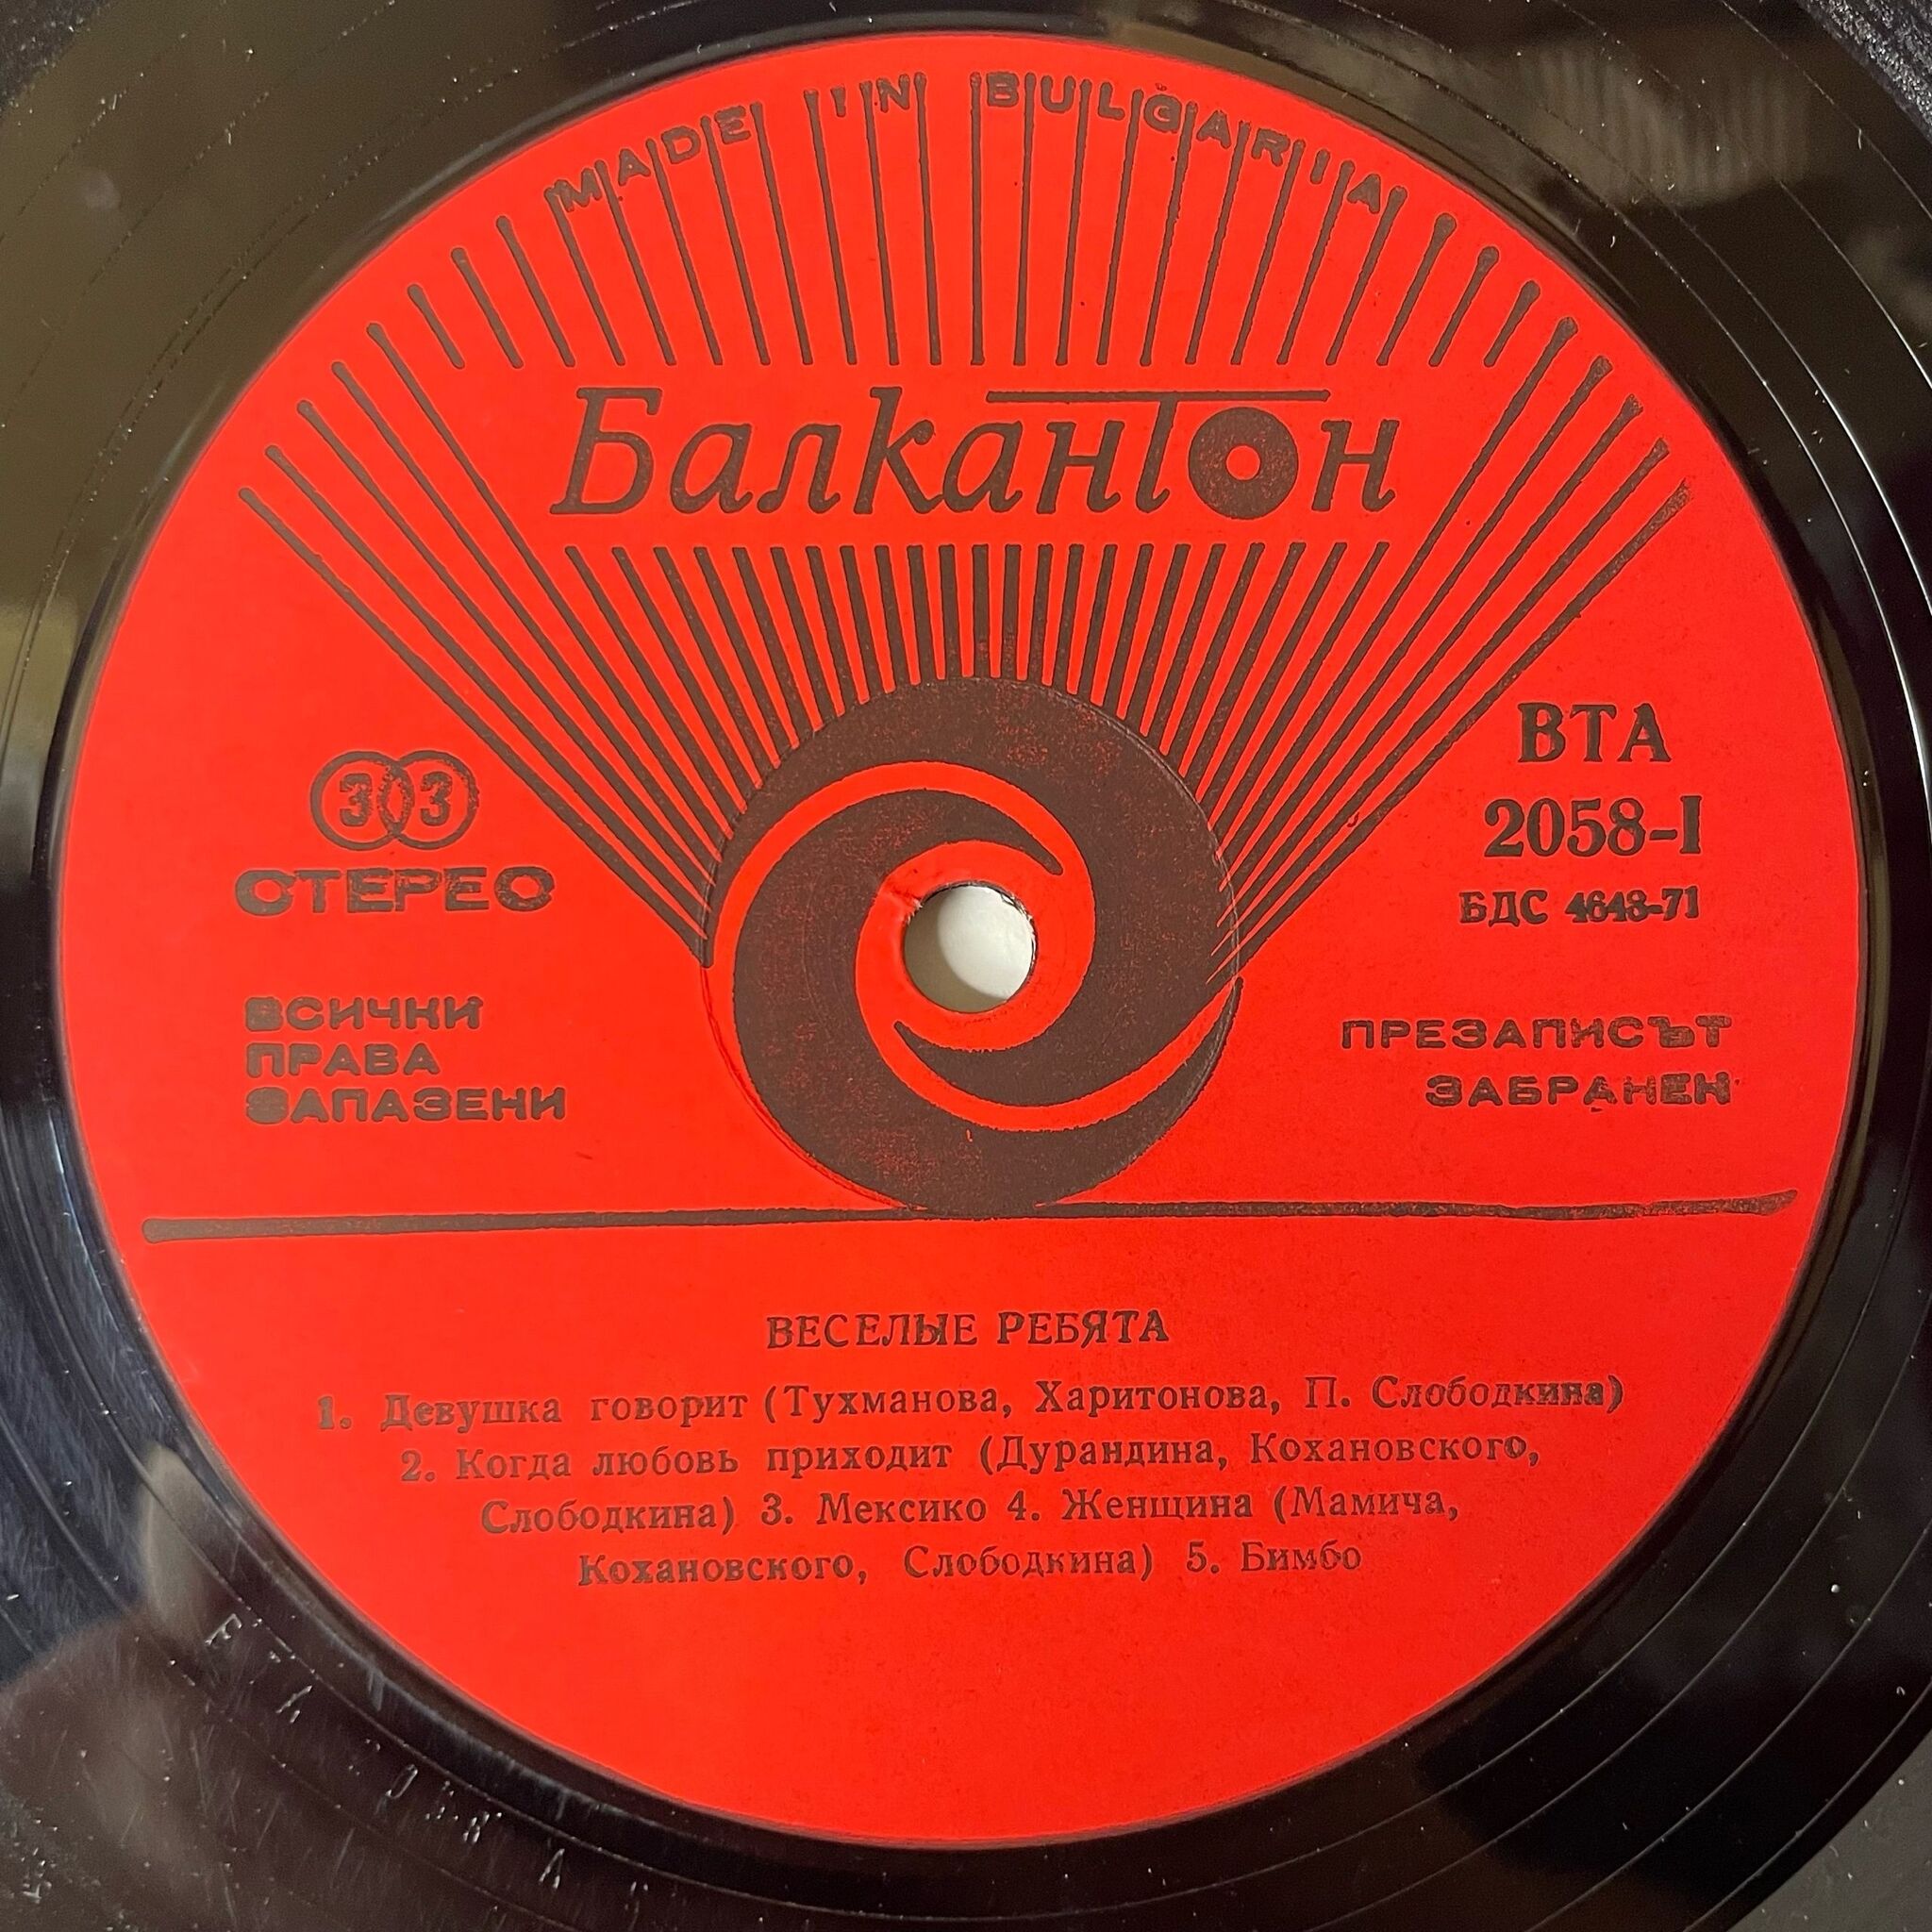 MADE IN BULGARIA
Балкантон
33
СТЕРЕО
ВТА
2058-I
БДС 4643-71
ВСИЧКИ
ПРАВА
ЗАПАЗЕНИ
ПРЕЗАПИСЪТ
ЗАБРАНЕН
ВЕСЕЛЫЕ РЕБЯТА
1. Девушка говорит (Тухманова, Харитонова, П. Слободкина)
2. Когда любовь приходит (Дурандина, Кохановского,
Слободкина) 3. Мексико 4. Женщина (Мамича,
Кохановского, Слободкина) 5. Бимбо